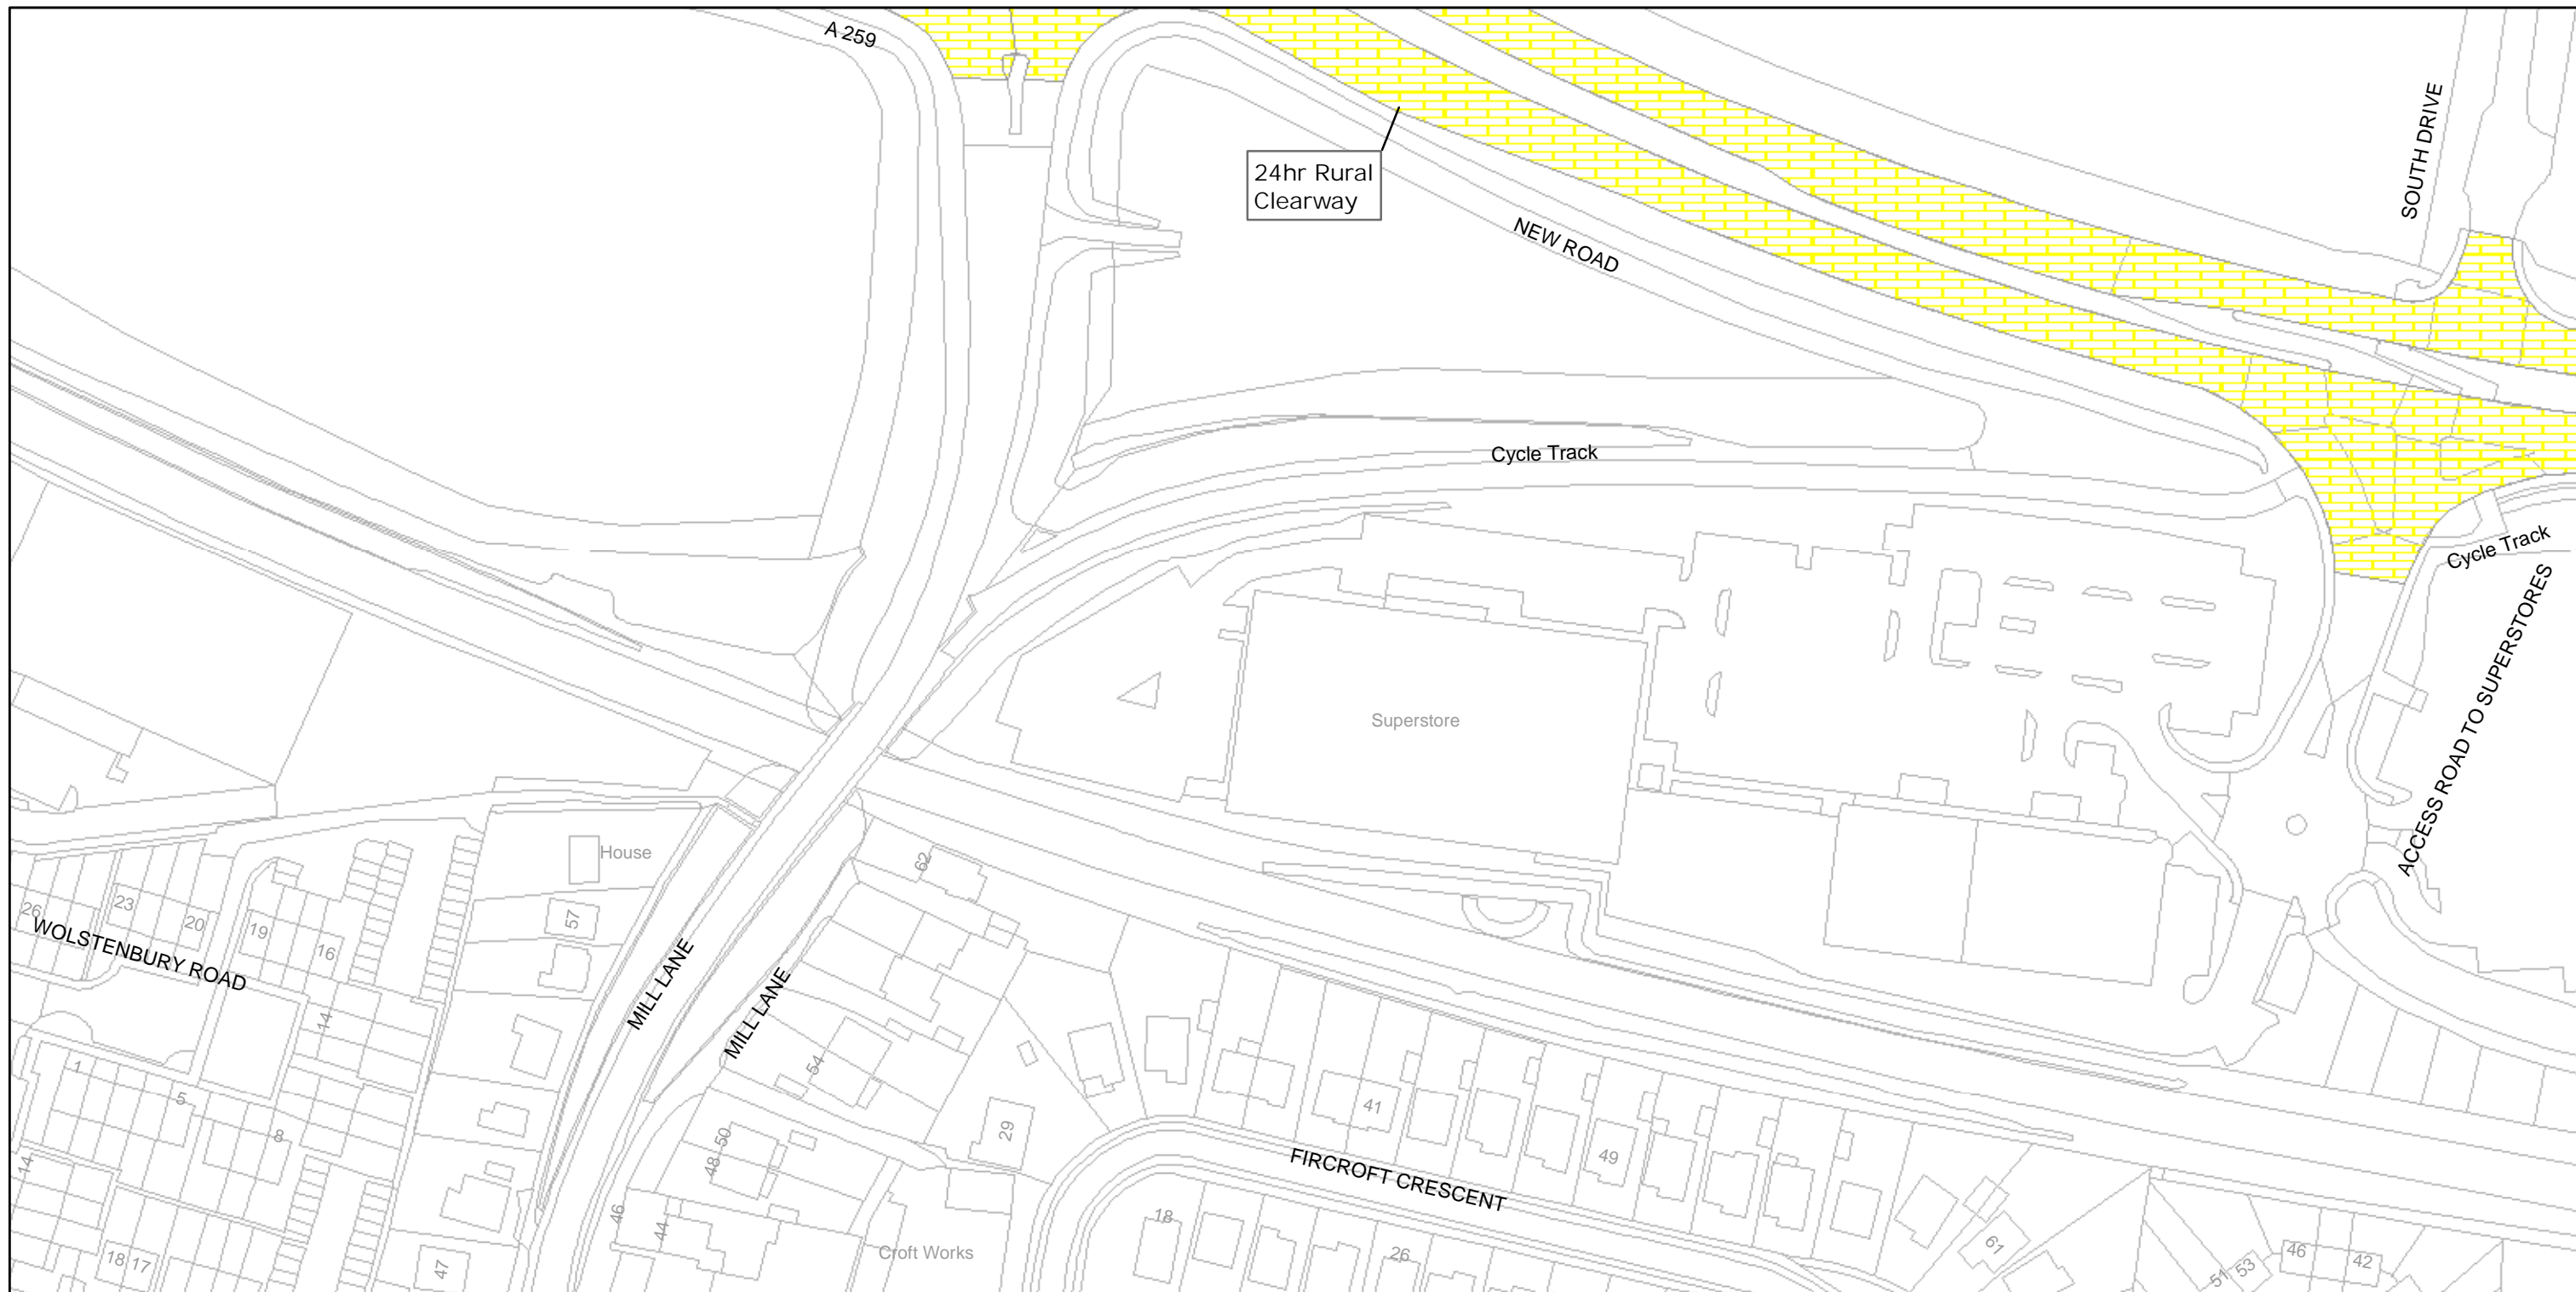 A 259
SOUTH DRIVE
24hr Rural
Clearway
NEW ROAD
Cycle Track
Cycle Track
ACCESS ROAD TO SUPERSTORES
Superstore
House
62
26
23
20
19
16
57
WOLSTENBURY ROAD
MILL LANE
MILL LANE
14
54
1
5
8
41
29
49
50
48
14
FIRCROFT CRESCENT
46
44
18
26
Croft Works
61
46
42
51
53
18
17
47